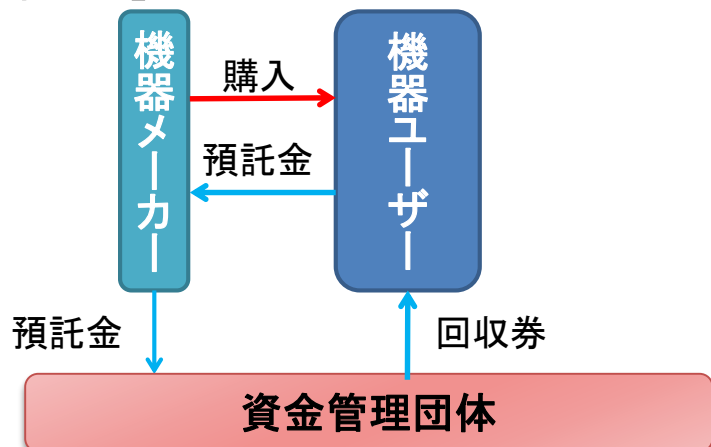 機器メーカー
購入
預託金
機器ユーザー
預託金
回収券
資金管理団体